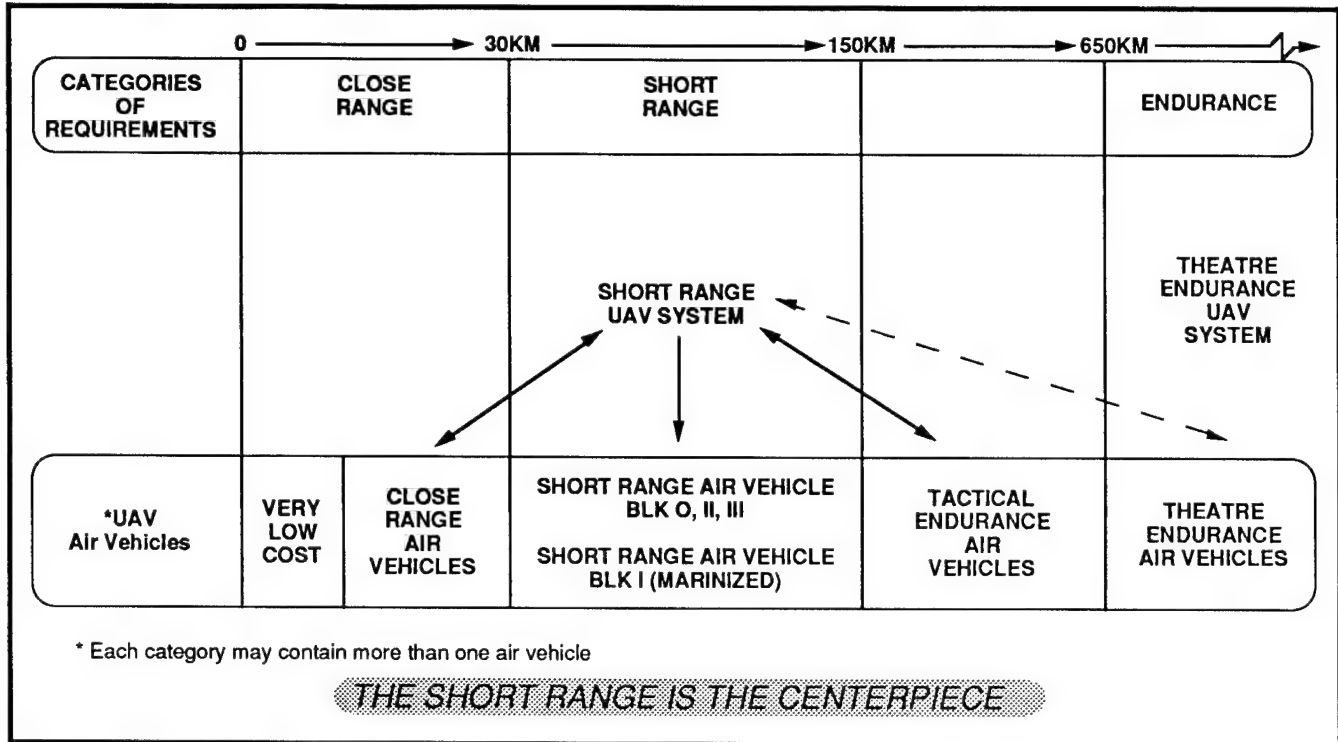 0 30KM 150KM 650KM
CATEGORIES
OF
REQUIREMENTS
CLOSE
RANGE
SHORT
RANGE
ENDURANCE
SHORT RANGE
UAV SYSTEM
THEATRE
ENDURANCE
UAV
SYSTEM
*UAV
Air Vehicles
VERY
LOW
COST
CLOSE
RANGE
AIR
VEHICLES
SHORT RANGE AIR VEHICLE
BLK O, II, III
SHORT RANGE AIR VEHICLE
BLK I (MARINIZED)
TACTICAL
ENDURANCE
AIR
VEHICLES
THEATRE
ENDURANCE
AIR VEHICLES
* Each category may contain more than one air vehicle
THE SHORT RANGE IS THE CENTERPIECE